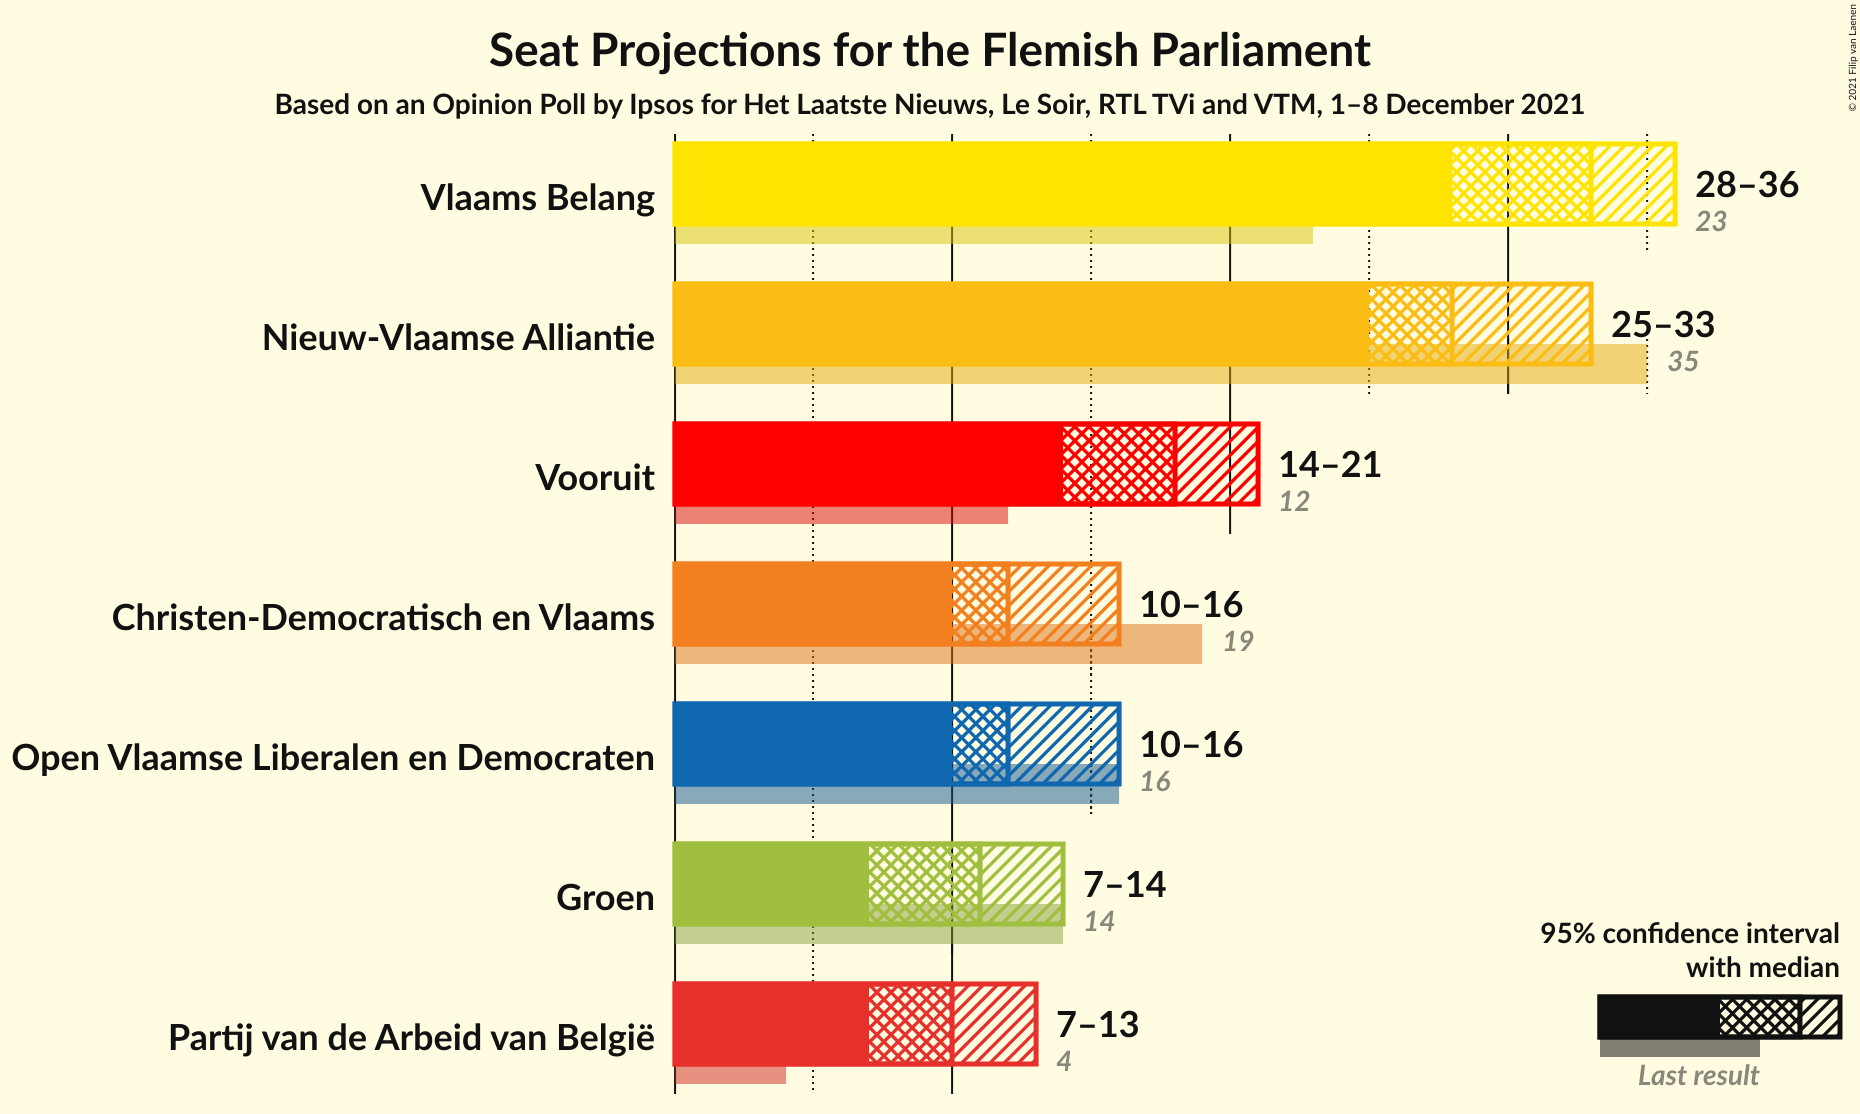 Seat Projections for the Flemish Parliament
Based on an Opinion Poll by Ipsos for Het Laatste Nieuws, Le Soir, RTL TVi and VTM, 1–8 December 2021
© 2021 Filip van Laenen
Vlaams Belang
28–36
23
Nieuw-Vlaamse Alliantie
25–33
35
Vooruit
14–21
12
Christen-Democratisch en Vlaams
10–16
19
Open Vlaamse Liberalen en Democraten
10–16
16
Groen
7–14
14
Partij van de Arbeid van België
7–13
4
95% confidence interval
with median
Last result